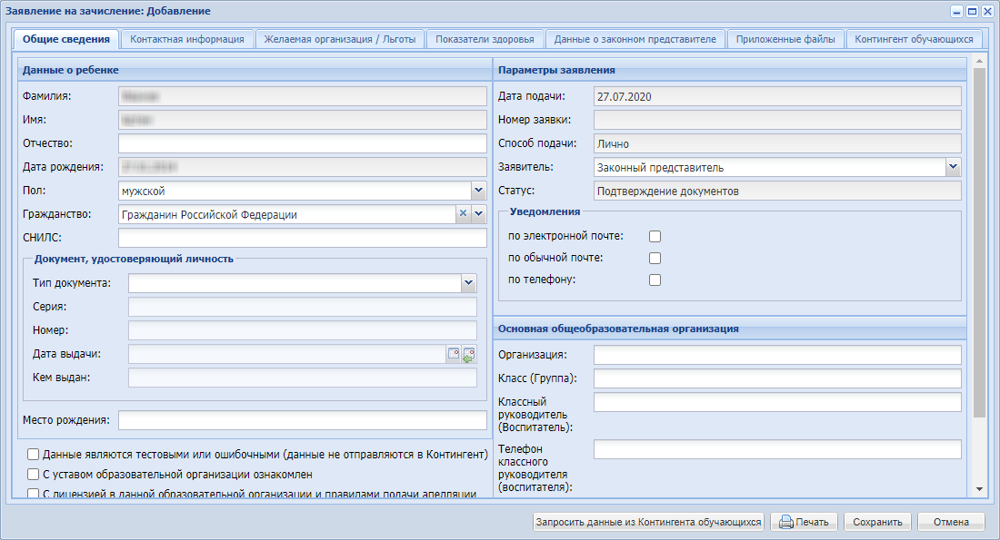 Заявление на зачисление: Добавление
Общие сведения
Контактная информация
Желаемая организация / Льготы
Показатели здоровья
Данные о законном представителе
Приложенные файлы
Контингент обучающихся
Данные о ребенке
Фамилия:
Имя:
Отчество:
Дата рождения:
Пол: мужской
Гражданство: Гражданин Российской Федерации
СНИЛС:
Документ, удостоверяющий личность
Тип документа:
Серия:
Номер:
Дата выдачи:
Кем выдан:
Место рождения:
Данные являются тестовыми или ошибочными (данные не отправляются в Контингент)
С уставом образовательной организации ознакомлен
С лицензией в данной образовательной организации и правилами подачи апелляции
Параметры заявления
Дата подачи: 27.07.2020
Номер заявки:
Способ подачи: Лично
Заявитель: Законный представитель
Статус: Подтверждение документов
Уведомления
по электронной почте:
по обычной почте:
по телефону:
Основная общеобразовательная организация
Организация:
Класс (Группа):
Классный
руководитель
(Воспитатель):
Телефон
классного
руководителя
(воспитателя):
Запросить данные из Контингента обучающихся
Печать
Сохранить
Отмена